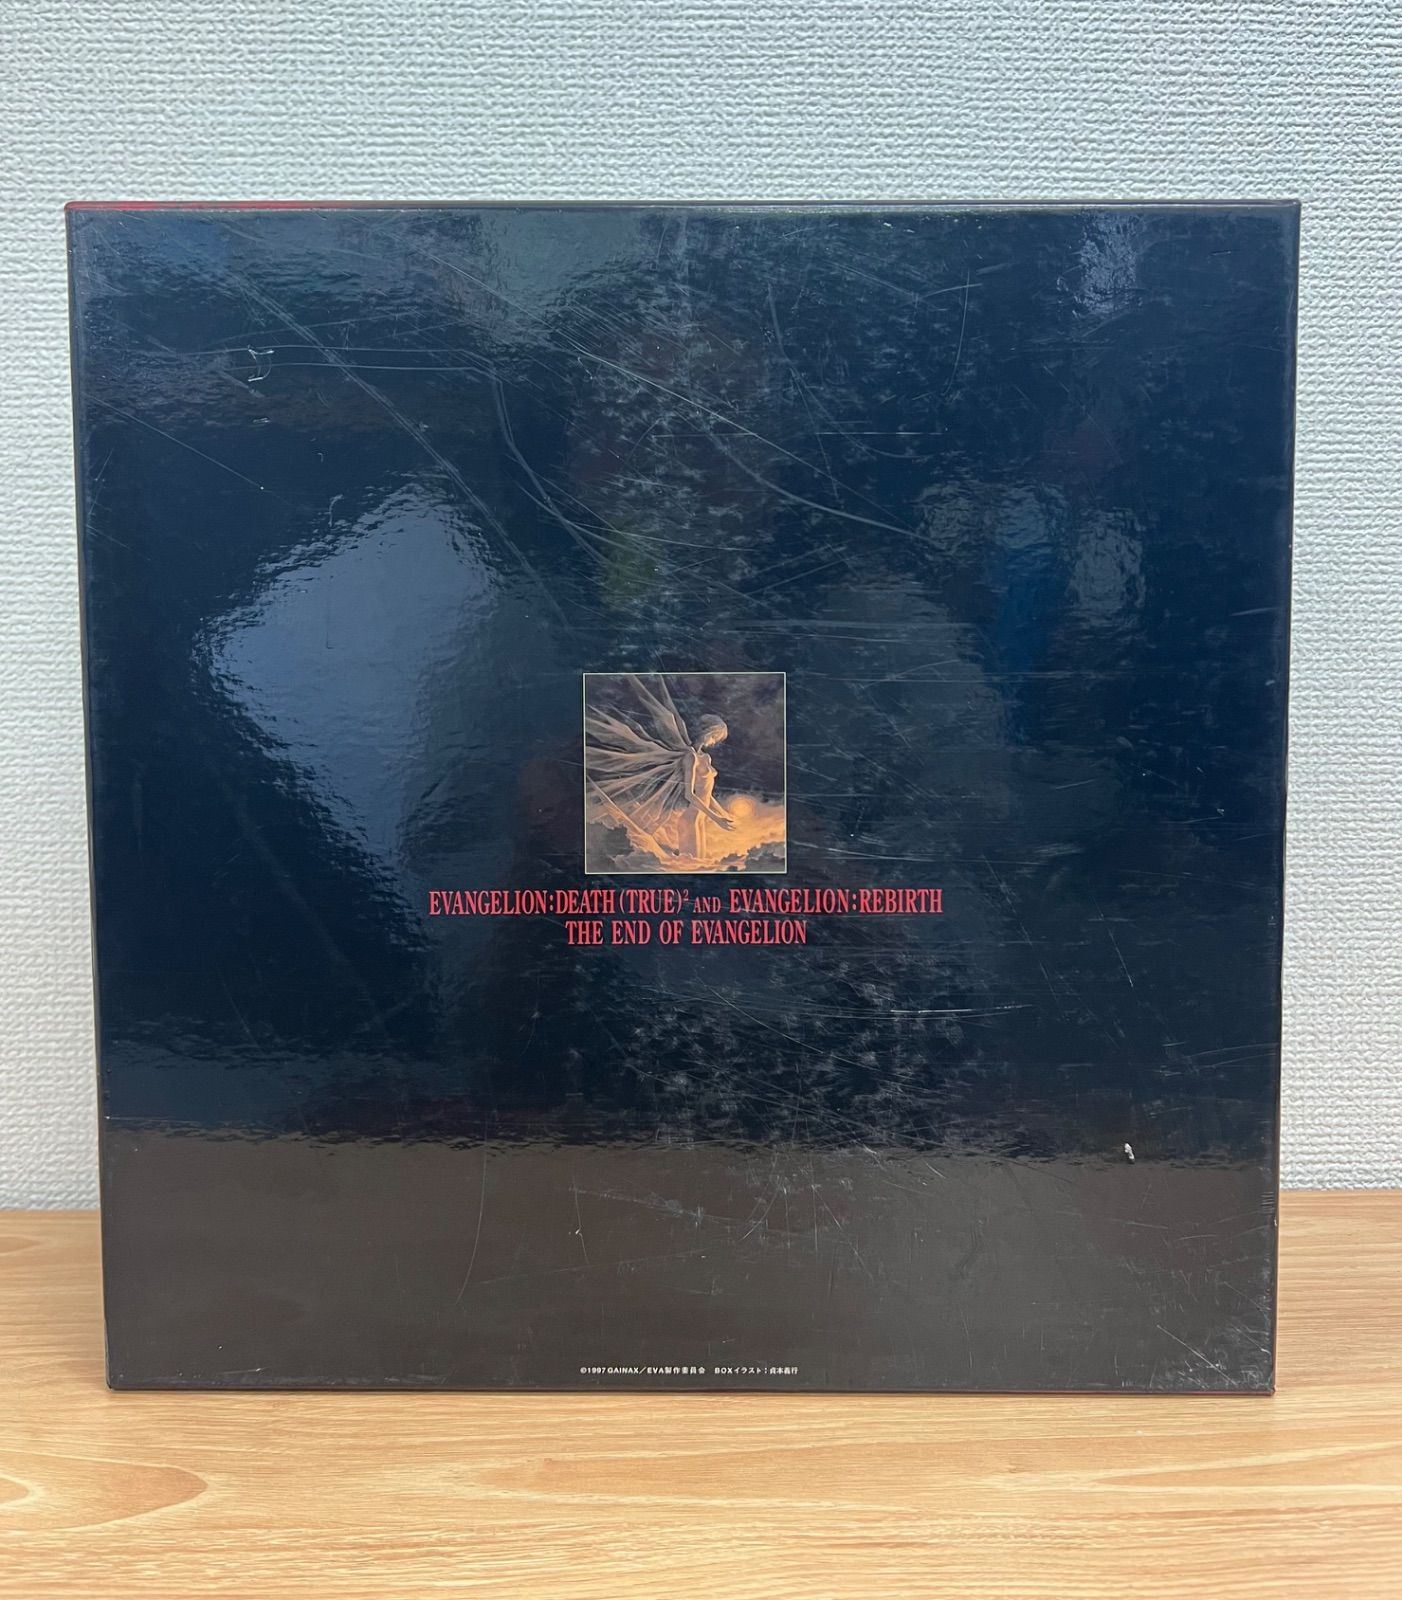 EVANGELION:DEATH (TRUE)² AND EVANGELION:REBIRTH
THE END OF EVANGELION
©1997 GAINAX／EVA製作委員会 BOXイラスト：貞本義行